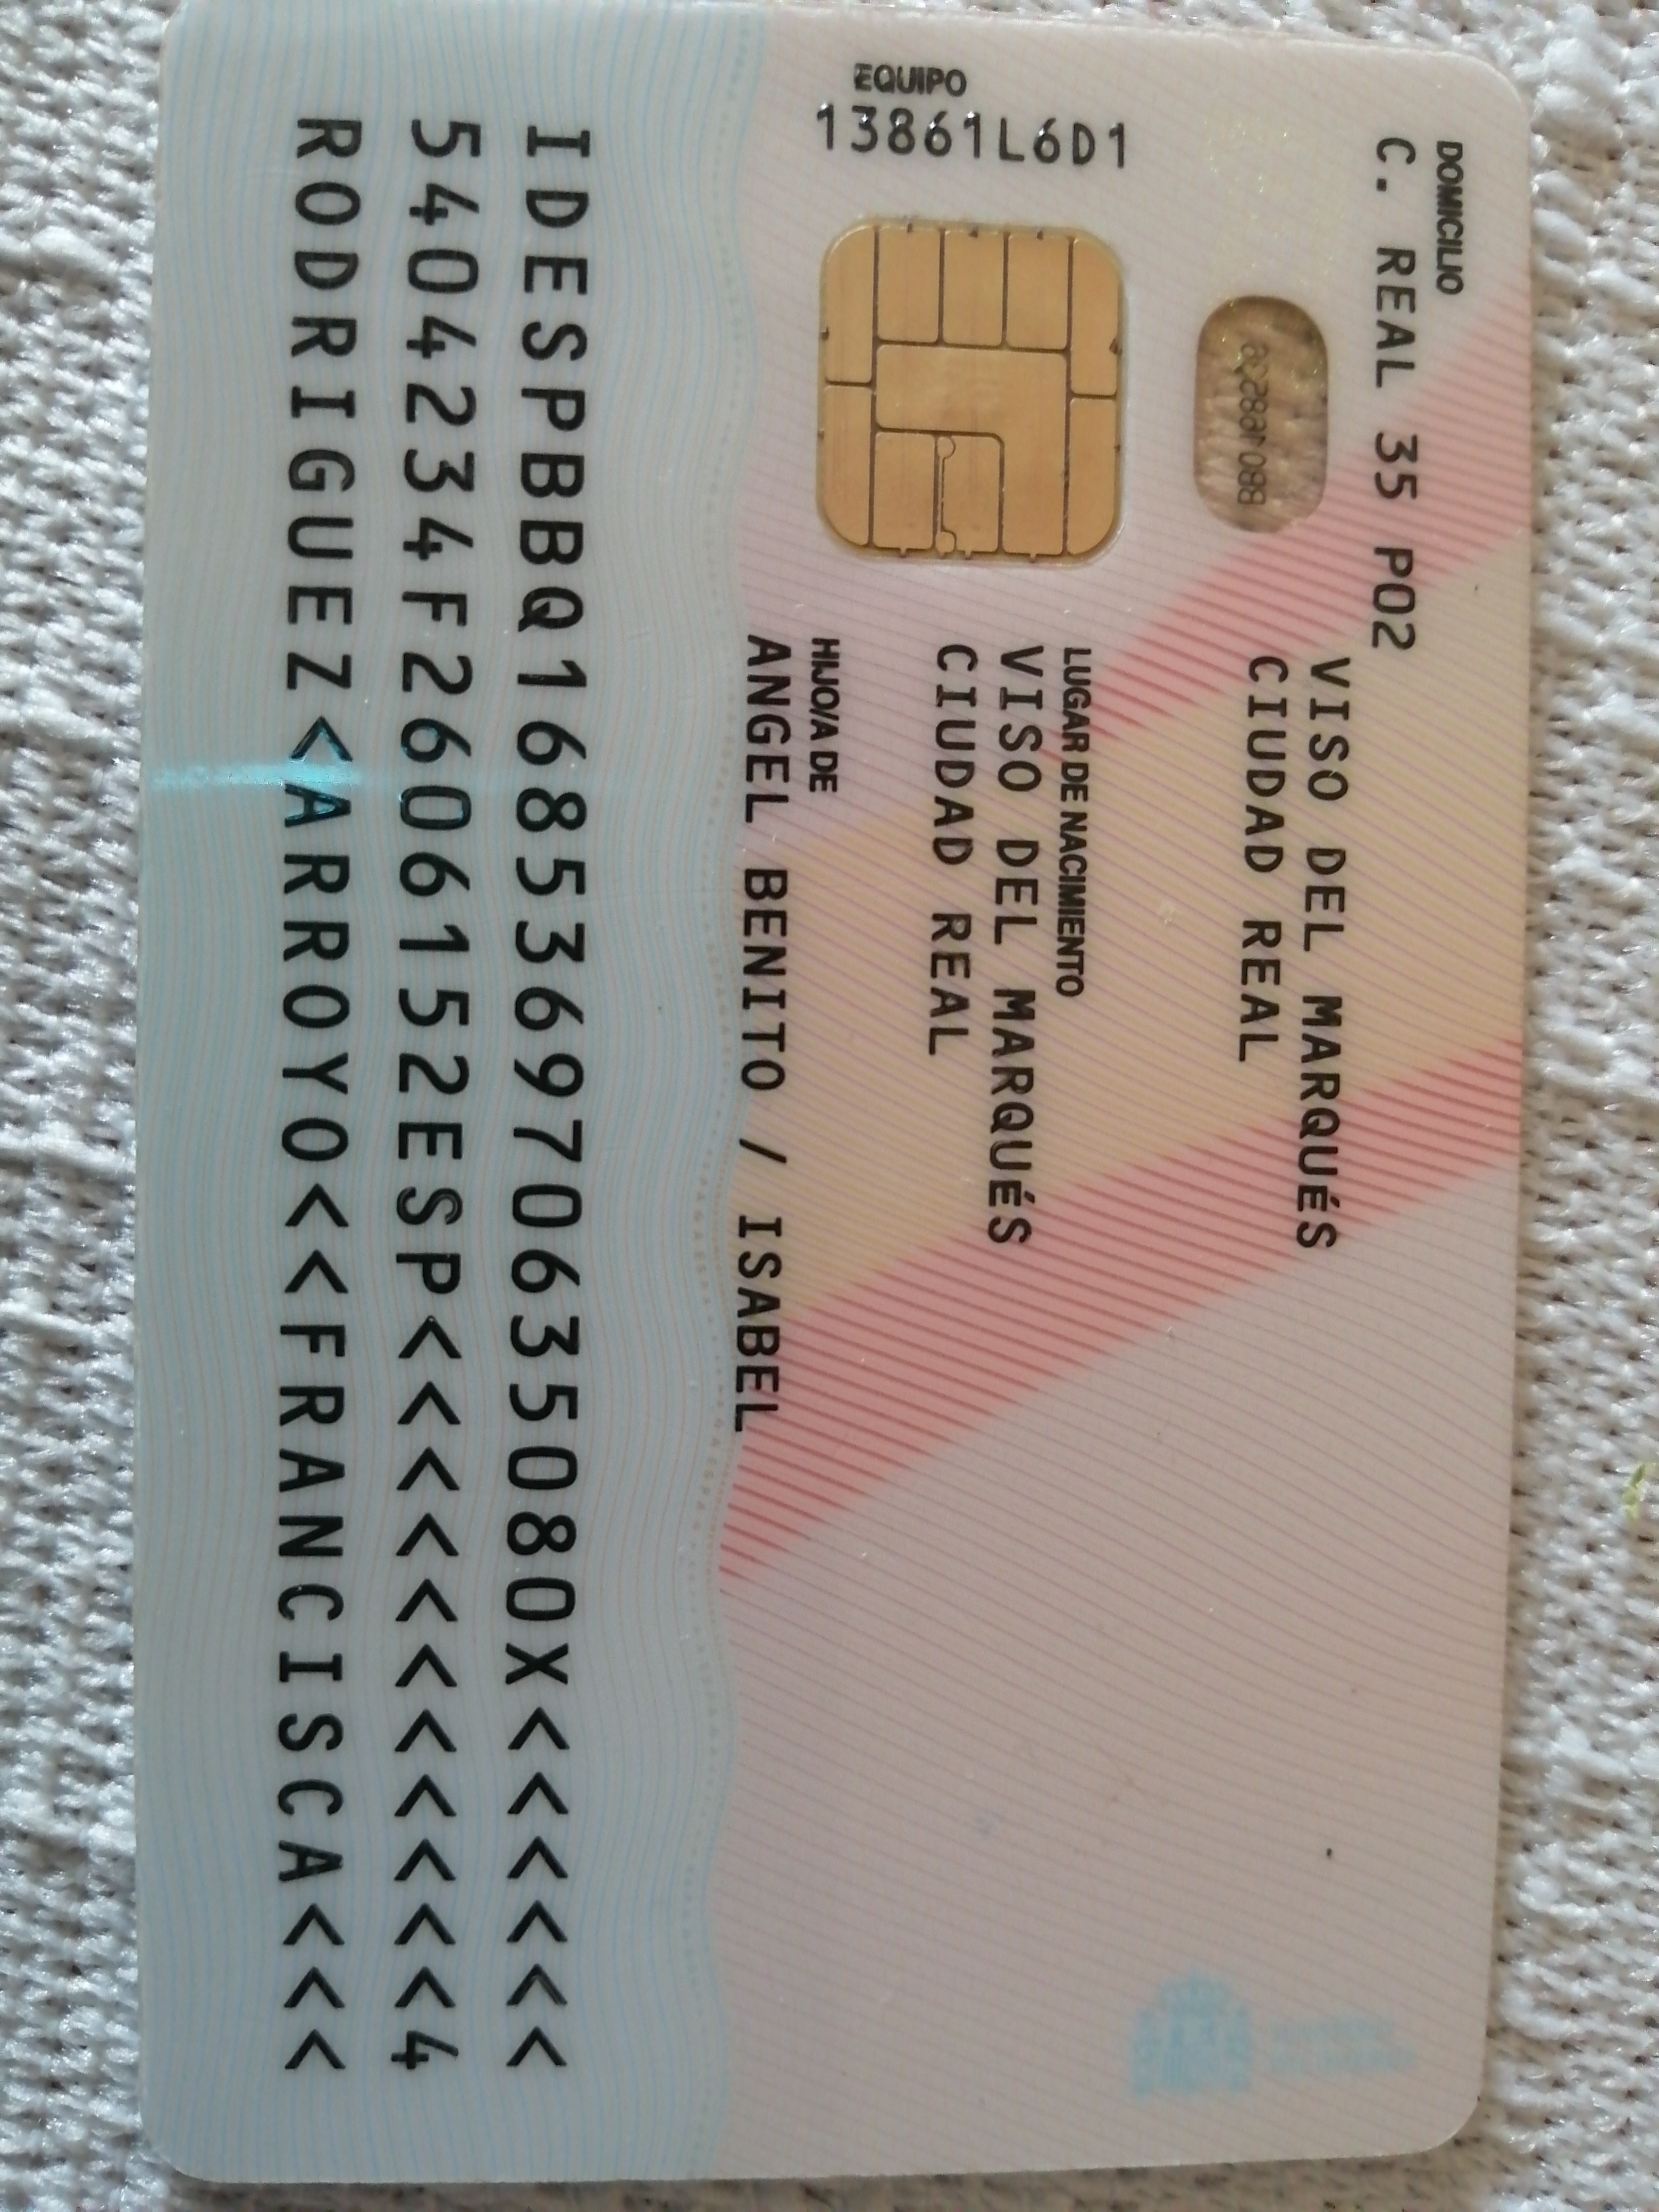 DOMICILIO
C. REAL 35 P02
VISO DEL MARQUÉS
CIUDAD REAL
LUGAR DE NACIMIENTO
VISO DEL MARQUÉS
CIUDAD REAL
HIJO/A DE
ANGEL BENITO / ISABEL
EQUIPO
13861L6D1
IDESPBBQ168536970635080X<<<<<<
5404234F2606152ESP<<<<<<<<<<<4
RODRIGUEZ<ARROYO<<FRANCISCA<<<